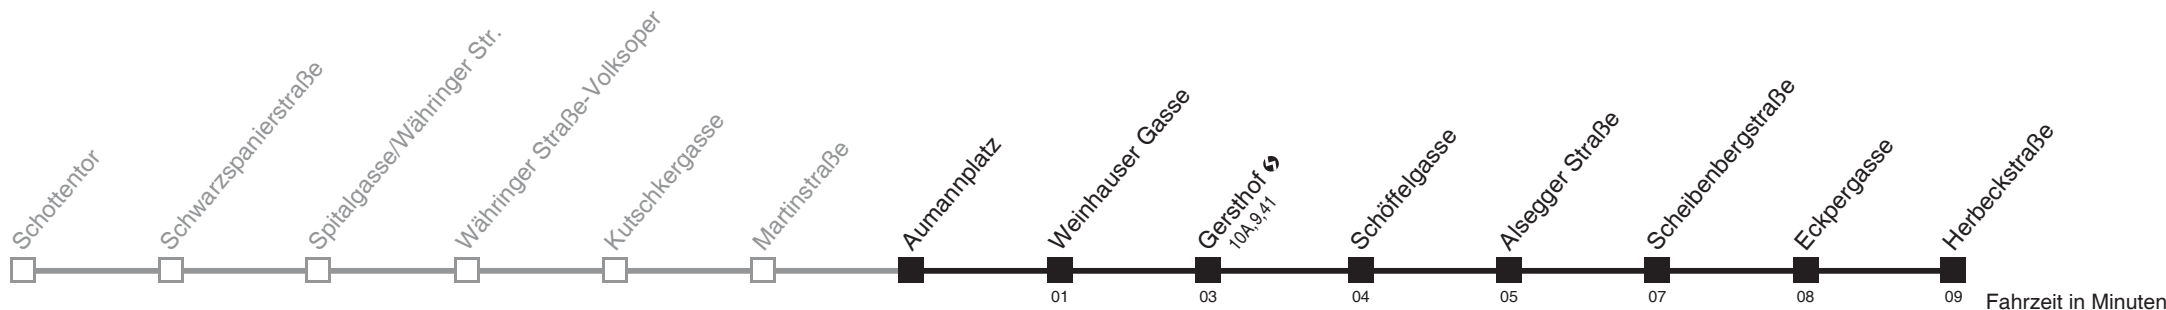 Schottentor
Schwarzspanierstraße
Spitalgasse/Währinger Str.
Währinger Straße-Volksoper
Kutschkergasse
Martinstraße
Aumannplatz
Weinhauser Gasse
Gersthof
10A,9,41
Schöffelgasse
Alsegger Straße
Scheibenbergstraße
Eckpergasse
Herbeckstraße
01 03 04 05 07 08 09 Fahrzeit in Minuten